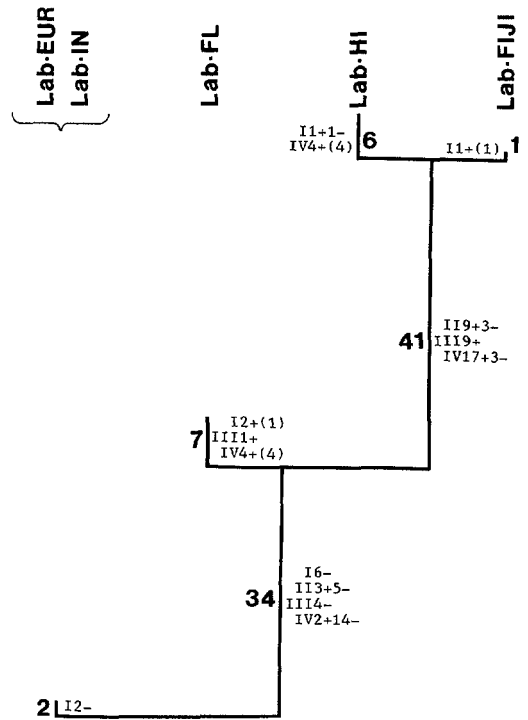 Lab·EUR
Lab·IN
Lab·FL
Lab·HI
Lab·FIJI
I1+1-
IV4+(4)
6
I1+(1)
1
41
II9+3-
III9+
IV17+3-
7
I2+(1)
III1+
IV4+(4)
34
I6-
II3+5-
III4-
IV2+14-
2
I2-